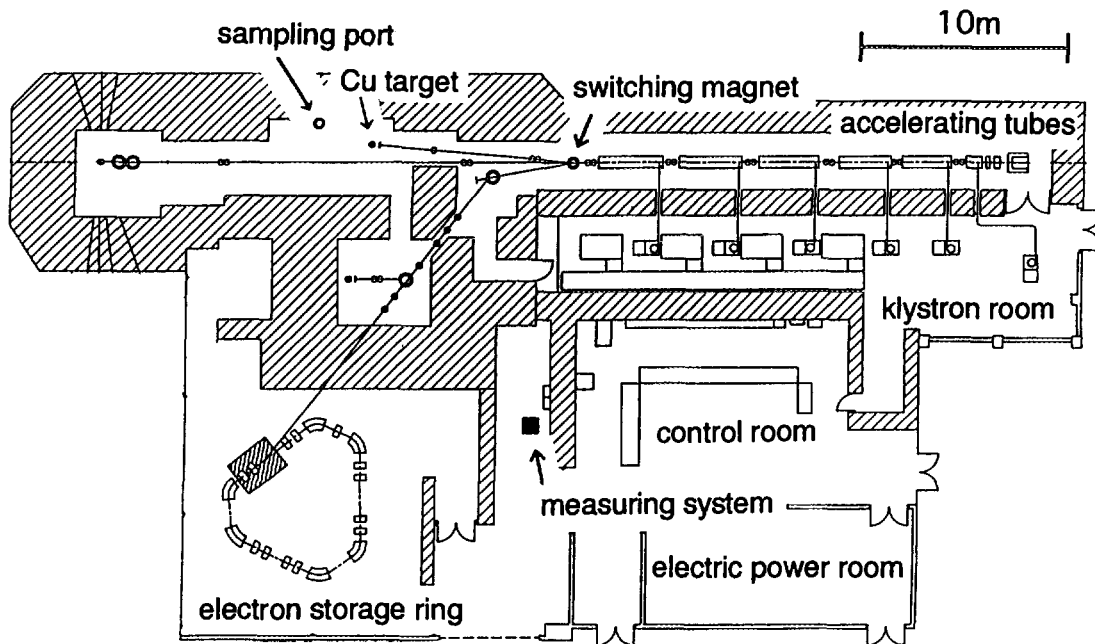 10m
sampling port
Cu target
switching magnet
accelerating tubes
klystron room
control room
measuring system
electric power room
electron storage ring